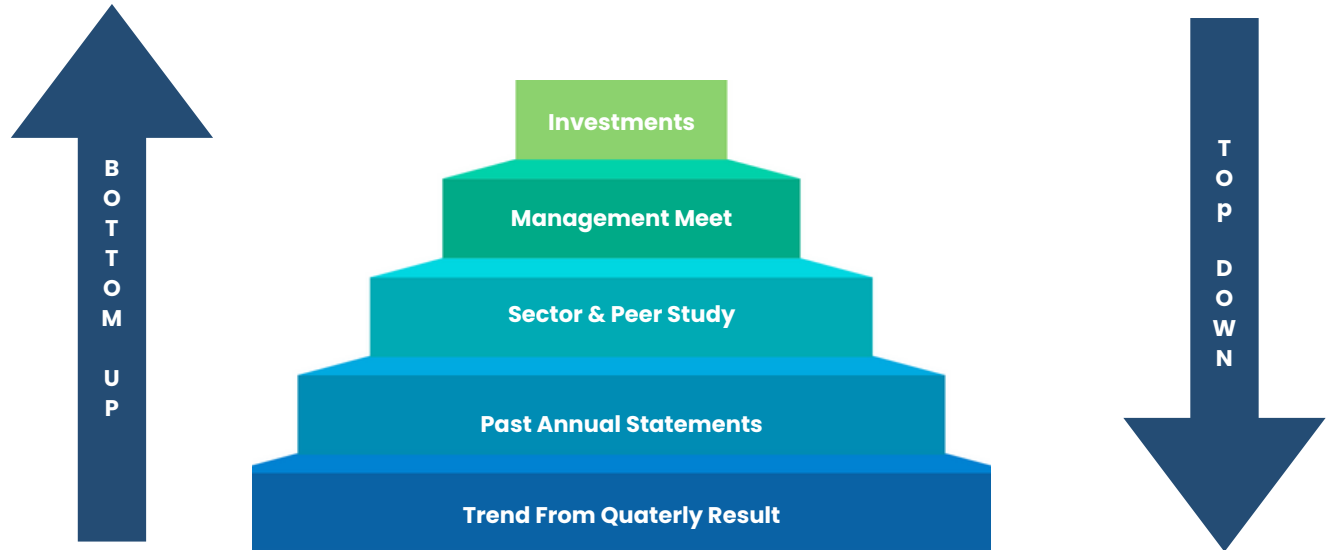 BOTTOM UP
Investments
Management Meet
Sector & Peer Study
Past Annual Statements
Trend From Quaterly Result
TOp DOWN